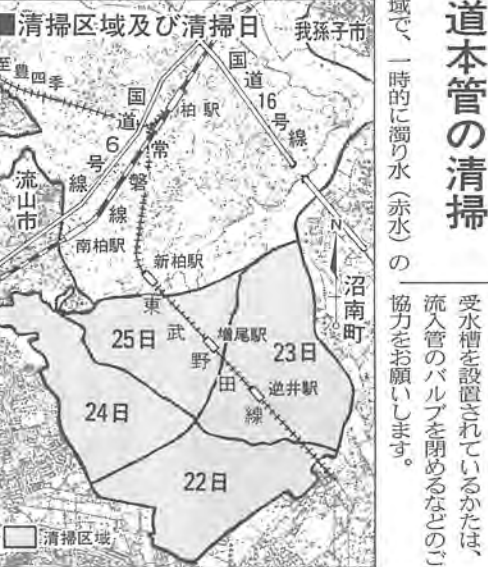 道本管の清掃
域で、一時的に濁り水（赤水）の
受水槽を設置されているかたは、
流入管のバルブを閉めるなどのご
協力をお願いします。
■清掃区域及び清掃日
我孫子市
至豊四季
国道6号線
国道16号線
柏駅
常磐線
流山市
南柏駅
新柏駅
N
沼南町
東武野田線
増尾駅
逆井駅
25日
23日
24日
22日
清掃区域